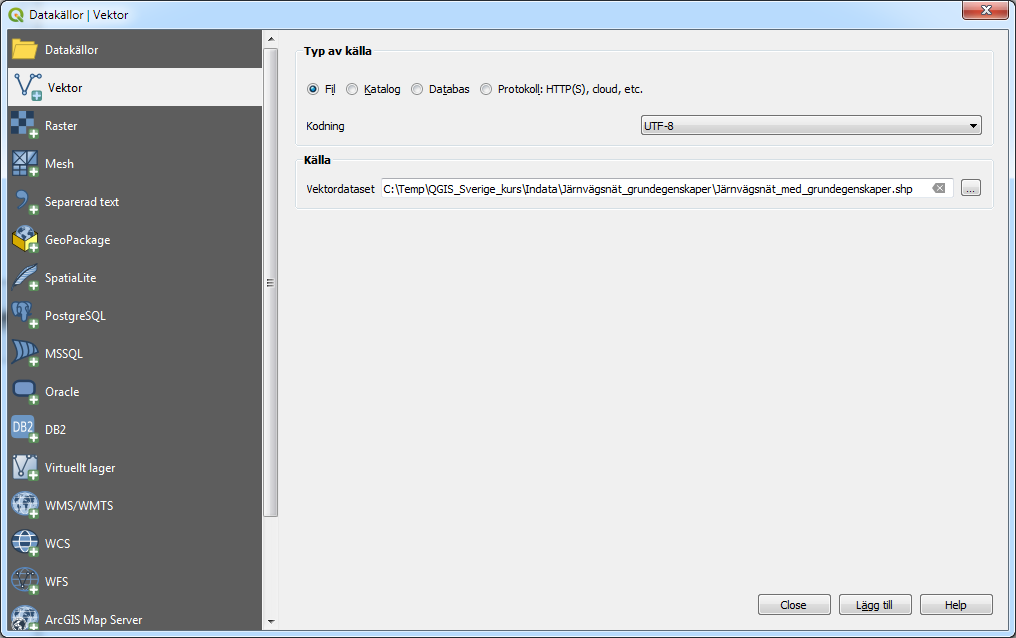 Datakällor | Vektor
Datakällor
Vektor
Raster
Mesh
Separerad text
GeoPackage
SpatiaLite
PostgreSQL
MSSQL
Oracle
DB2
DB2
Virtuellt lager
WMS/WMTS
WCS
WFS
ArcGIS Map Server
Typ av källa
Fil Katalog Databas Protokoll: HTTP(S), cloud, etc.
Kodning UTF-8
Källa
Vektordataset C:\Temp\QGIS_Sverige_kurs\Indata\Järnvägsnät_grundegenskaper\Järnvägsnät_med_grundegenskaper.shp ...
Close Lägg till Help